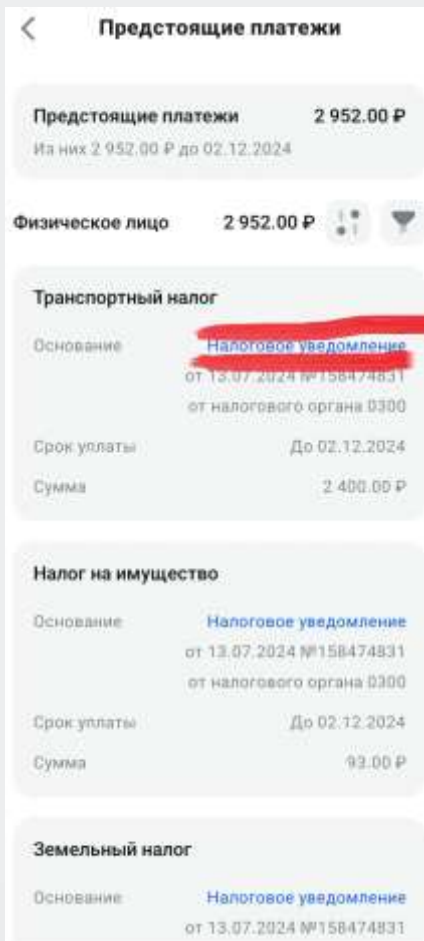 Предстоящие платежи
Предстоящие платежи 2 952.00 ₽
Из них 2 952.00 ₽ до 02.12.2024
Физическое лицо 2 952.00 ₽
Транспортный налог
Основание Налоговое уведомление
от 13.07.2024 №158474831
от налогового органа 0300
Срок уплаты До 02.12.2024
Сумма 2 400.00 ₽
Налог на имущество
Основание Налоговое уведомление
от 13.07.2024 №158474831
от налогового органа 0300
Срок уплаты До 02.12.2024
Сумма 93.00 ₽
Земельный налог
Основание Налоговое уведомление
от 13.07.2024 №158474831